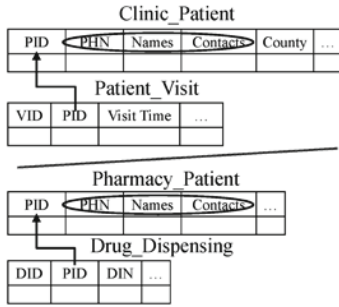 Clinic_Patient
PID PHN Names Contacts County ...
Patient_Visit
VID PID Visit Time ...
Pharmacy_Patient
PID PHN Names Contacts ...
Drug_Dispensing
DID PID DIN ...